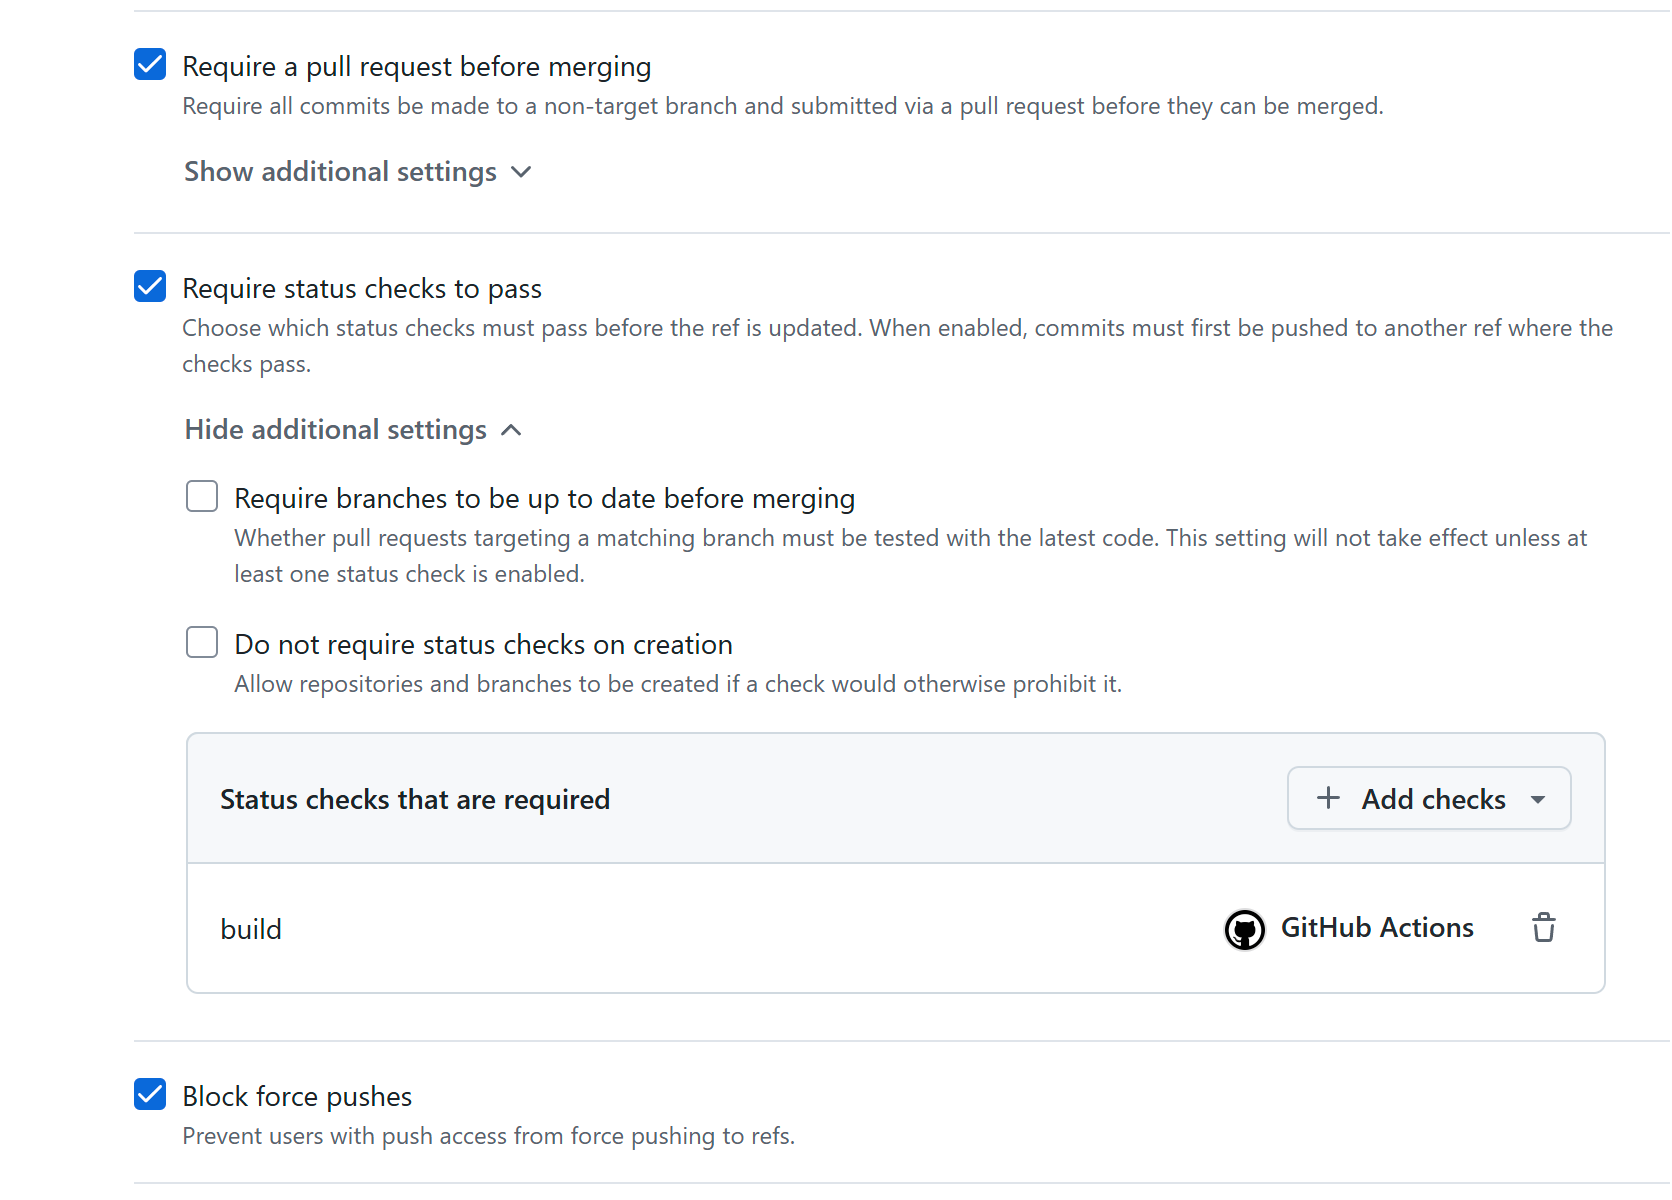 Require a pull request before merging
Require all commits be made to a non-target branch and submitted via a pull request before they can be merged.
Show additional settings
Require status checks to pass
Choose which status checks must pass before the ref is updated. When enabled, commits must first be pushed to another ref where the
checks pass.
Hide additional settings
Require branches to be up to date before merging
Whether pull requests targeting a matching branch must be tested with the latest code. This setting will not take effect unless at
least one status check is enabled.
Do not require status checks on creation
Allow repositories and branches to be created if a check would otherwise prohibit it.
Status checks that are required
Add checks
build
GitHub Actions
Block force pushes
Prevent users with push access from force pushing to refs.